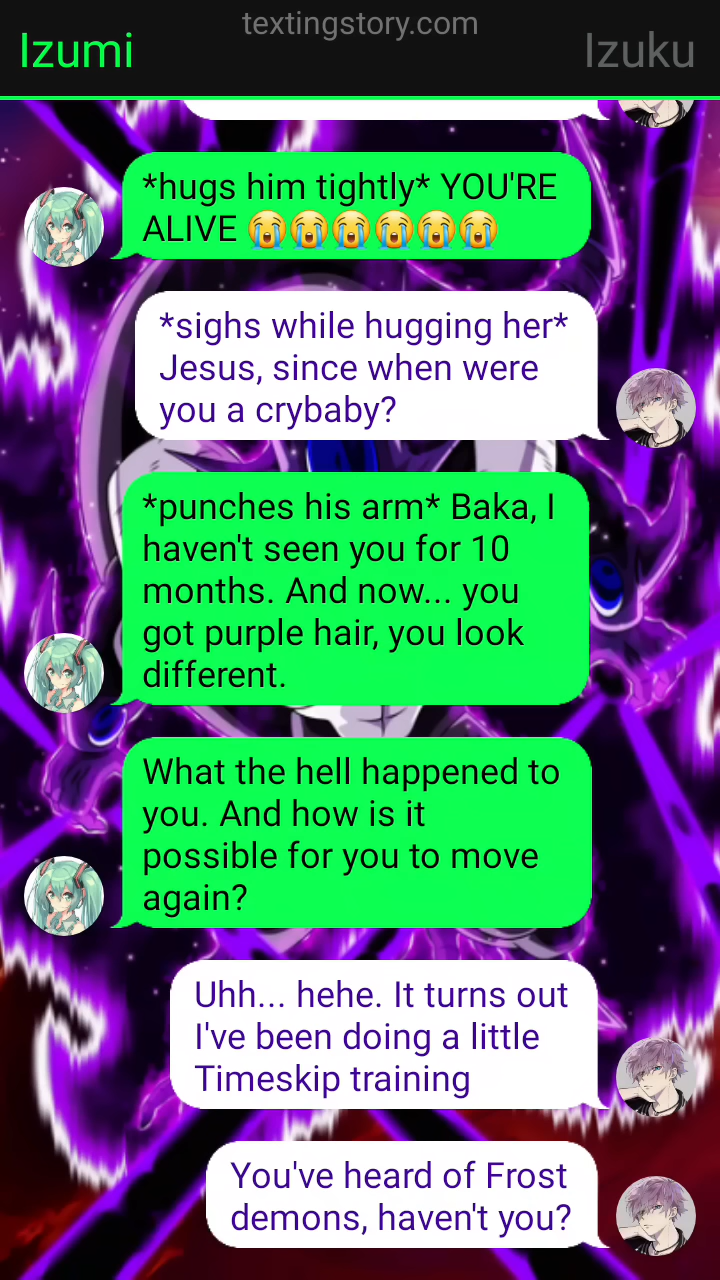 textingstory.com
Izumi
Izuku
*hugs him tightly* YOU'RE
ALIVE 😭😭😭😭😭😭
*sighs while hugging her*
Jesus, since when were
you a crybaby?
*punches his arm* Baka, I
haven't seen you for 10
months. And now... you
got purple hair, you look
different.
What the hell happened to
you. And how is it
possible for you to move
again?
Uhh... hehe. It turns out
I've been doing a little
Timeskip training
You've heard of Frost
demons, haven't you?